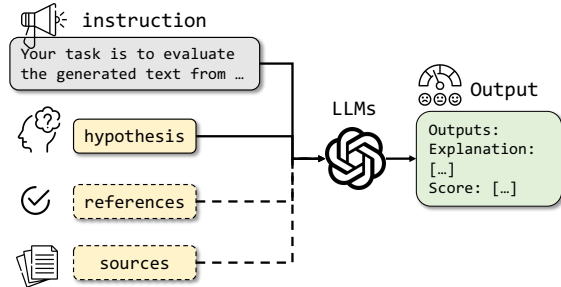 instruction
Your task is to evaluate
the generated text from …
hypothesis
references
sources
LLMs
Output
Outputs:
Explanation:
[…]
Score: […]